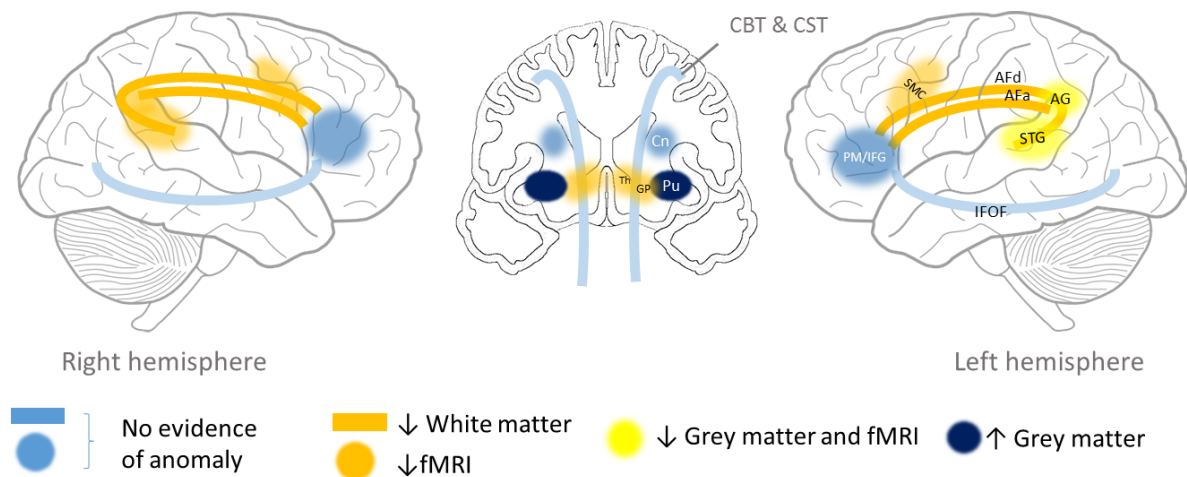 CBT & CST
SMC
AFd
AFa
AG
STG
PM/IFG
IFOF
Cn
Th
GP
Pu
Right hemisphere
Left hemisphere
No evidence
of anomaly
↓ White matter
↓fMRI
↓ Grey matter and fMRI
↑ Grey matter